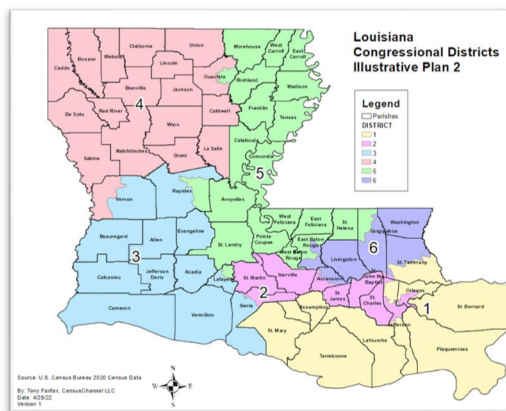 Louisiana
Congressional Districts
Illustrative Plan 2
Legend
Parishes
DISTRICT
1
2
3
4
5
6
Caddo
Bossier
Webster
Claiborne
Union
Morehouse
West
Carroll
East
Carroll
Lincoln
Ouachita
Richland
Madison
Bienville
Jackson
4
De Soto
Red River
Winn
Caldwell
Franklin
Tensas
Sabine
Natchitoches
Grant
La Salle
Catahoula
Concordia
5
Vernon
Rapides
Avoyelles
Beauregard
Allen
Evangeline
St. Landry
Pointe
Coupee
West
Feliciana
East
Feliciana
St.
Helena
Tangipahoa
Washington
3
6
East Baton
Rouge
West Baton
Rouge
Livingston
St. Tammany
Calcasieu
Jefferson
Davis
Acadia
Lafayette
St. Martin
Iberville
Ascension
St. John the
Baptist
Orleans
2
St.
James
St.
Charles
1
St. Bernard
Cameron
Vermilion
Iberia
Assumption
Jefferson
St. Mary
Lafourche
Plaquemines
Terrebonne
Source: U.S. Census Bureau 2020 Census Data
By: Tony Fairfax, CensusChannel LLC
Date: 4/28/22
Version 1
N
W
E
S